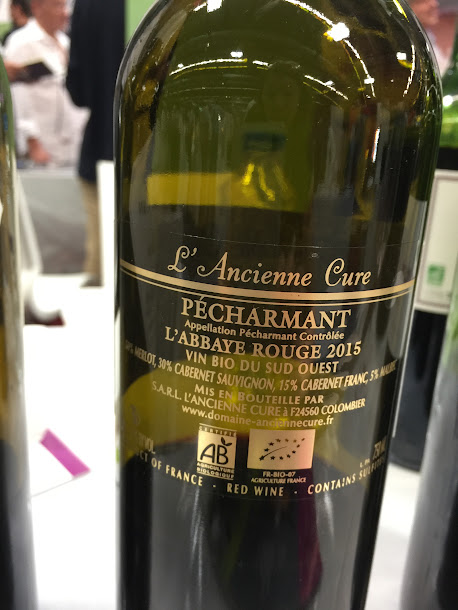 L'Ancienne Cure
PÉCHARMANT
Appellation Pécharmant Contrôlée
L'ABBAYE ROUGE 2015
VIN BIO DU SUD OUEST
MERLOT, 30% CABERNET SAUVIGNON, 15% CABERNET FRANC, 5% MALBEC
MIS EN BOUTEILLE PAR
S.A.R.L. L'ANCIENNE CURE à F24560 COLOMBIER
www.domaine-anciennecure.fr
CERTIFIÉ
AB
AGRICULTURE
BIOLOGIQUE
FR-BIO-07
AGRICULTURE FRANCE
OF FRANCE · RED WINE · CONTAINS